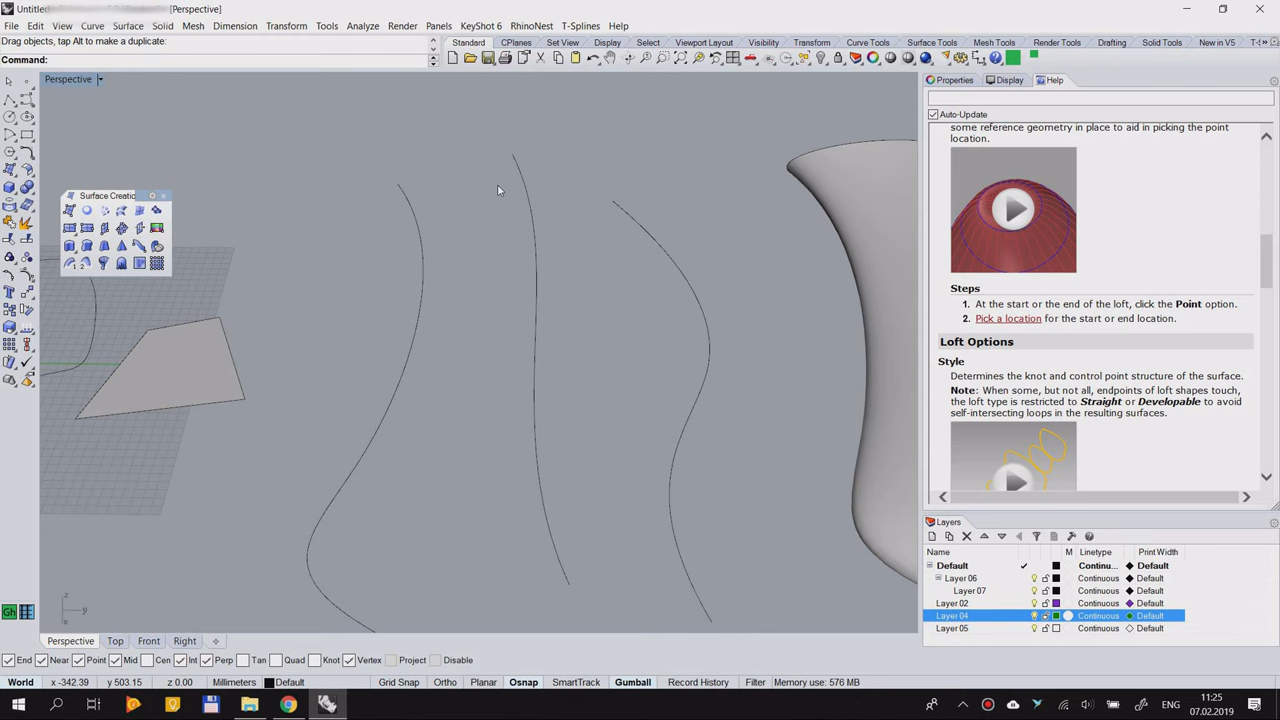 Untitled
[Perspective]
File Edit View Curve Surface Solid Mesh Dimension Transform Tools Analyze Render Panels KeyShot 6 RhinoNest T-Splines Help
Drag objects, tap Alt to make a duplicate:
Command:
Standard CPlanes Set View Display Select Viewport Layout Visibility Transform Curve Tools Surface Tools Mesh Tools Render Tools Drafting Solid Tools New in V5
Perspective
Properties Display Help
Auto-Update
some reference geometry in place to aid in picking the point
location.
Surface Creatic
Steps
1. At the start or the end of the loft, click the Point option.
2. Pick a location for the start or end location.
Loft Options
Style
Determines the knot and control point structure of the surface.
Note: When some, but not all, endpoints of loft shapes touch,
the loft type is restricted to Straight or Developable to avoid
self-intersecting loops in the resulting surfaces.
Layers
Name M Linetype Print Width
Default Continu... Default
Layer 06 Continuous Default
Layer 07 Continuous Default
Layer 02 Continuous Default
Layer 04 Continuous Default
Layer 05 Continuous Default
z
y
x
Gh
Perspective Top Front Right
End Near Point Mid Cen Int Perp Tan Quad Knot Vertex Project Disable
World x -342.39 y 503.15 z 0.00 Millimeters Default Grid Snap Ortho Planar Osnap SmartTrack Gumball Record History Filter Memory use: 576 MB
ENG
11:25
07.02.2019